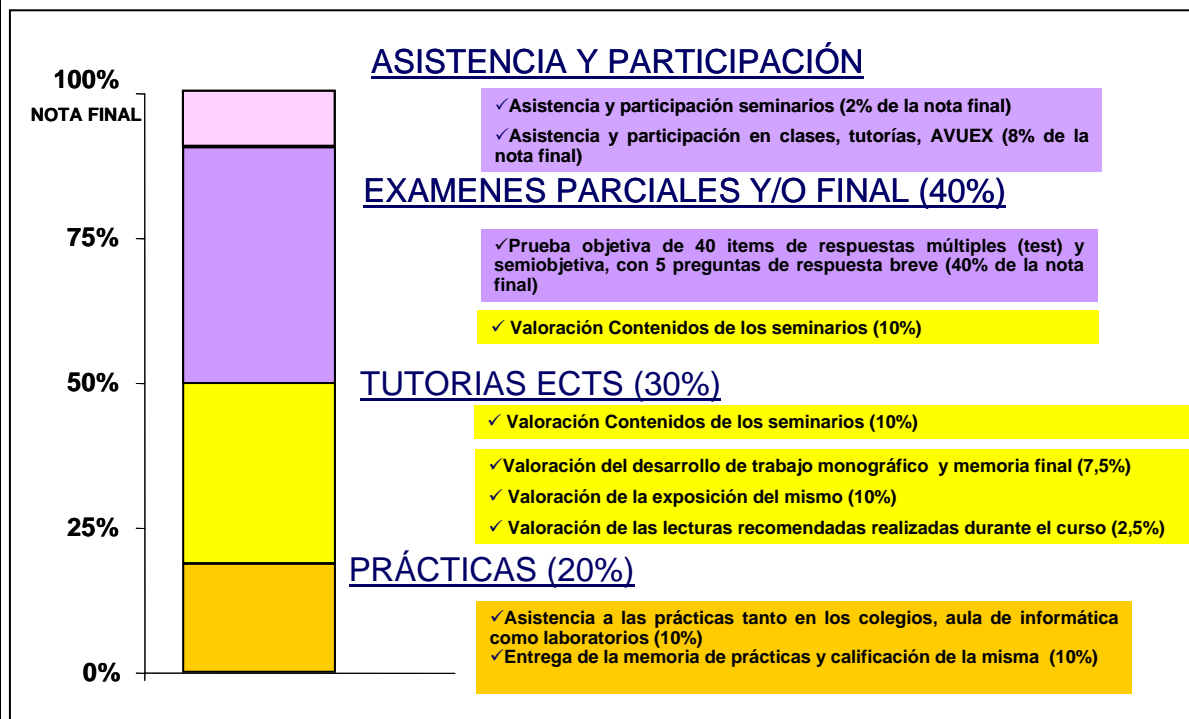 100%
NOTA FINAL
75%
50%
25%
0%
ASISTENCIA Y PARTICIPACIÓN
✓Asistencia y participación seminarios (2% de la nota final)
✓Asistencia y participación en clases, tutorías, AVUEX (8% de la
nota final)
EXAMENES PARCIALES Y/O FINAL (40%)
✓Prueba objetiva de 40 items de respuestas múltiples (test) y
semiobjetiva, con 5 preguntas de respuesta breve (40% de la nota
final)
✓ Valoración Contenidos de los seminarios (10%)
TUTORIAS ECTS (30%)
✓ Valoración Contenidos de los seminarios (10%)
✓Valoración del desarrollo de trabajo monográfico y memoria final (7,5%)
✓ Valoración de la exposición del mismo (10%)
✓ Valoración de las lecturas recomendadas realizadas durante el curso (2,5%)
PRÁCTICAS (20%)
✓Asistencia a las prácticas tanto en los colegios, aula de informática
como laboratorios (10%)
✓Entrega de la memoria de prácticas y calificación de la misma (10%)